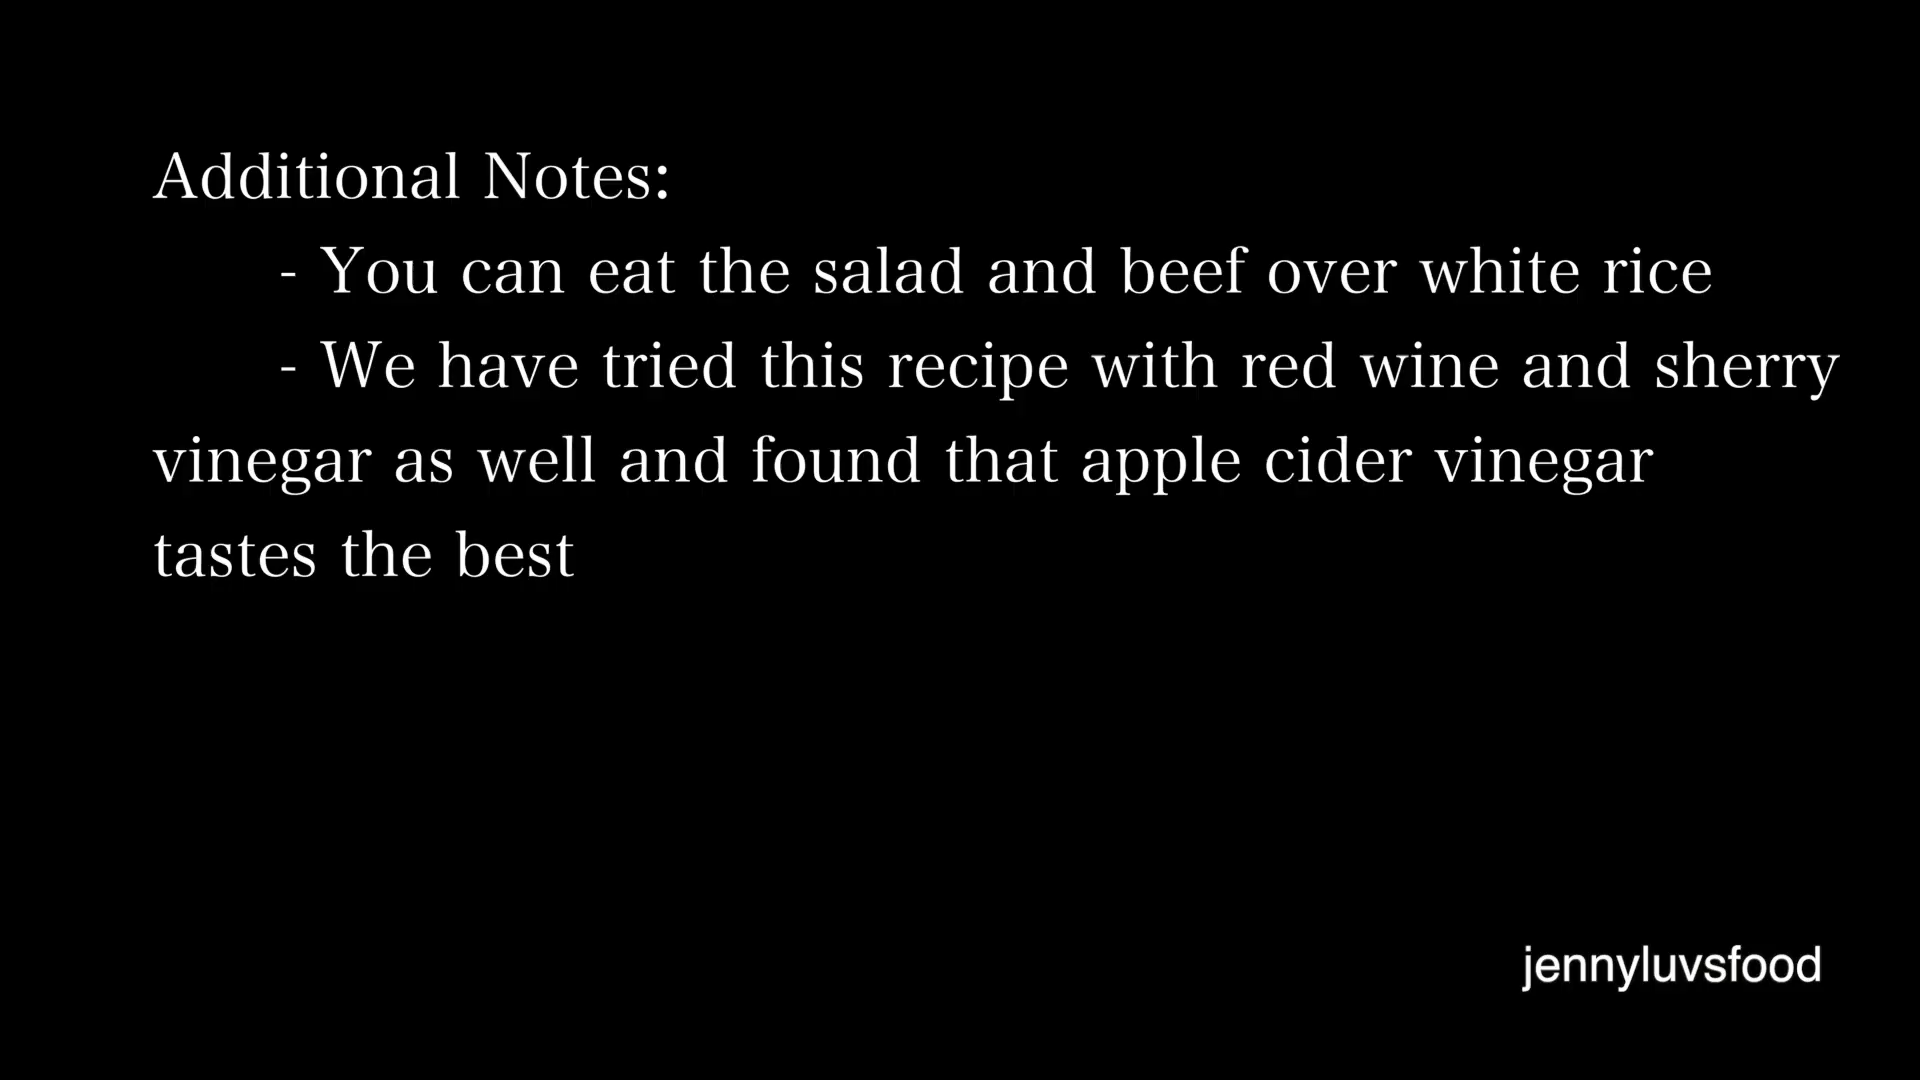 Additional Notes:
- You can eat the salad and beef over white rice
- We have tried this recipe with red wine and sherry
vinegar as well and found that apple cider vinegar
tastes the best
jennyluvsfood